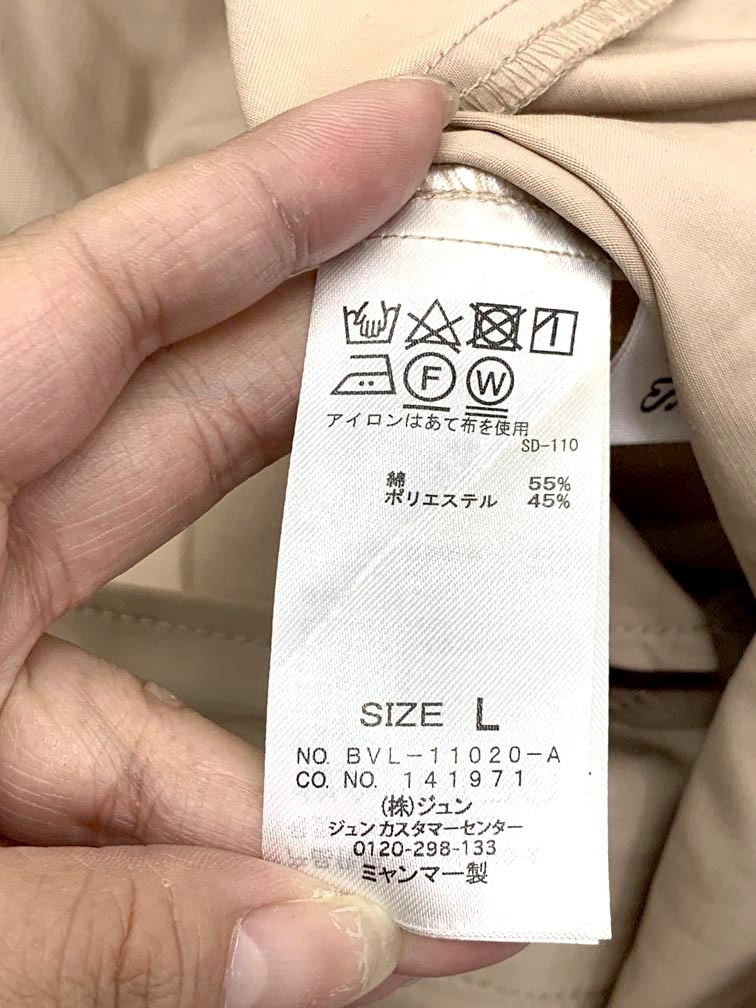 F W
アイロンはあて布を使用
SD-110
綿 55%
ポリエステル 45%
SIZE L
NO. BVL-11020-A
CO. NO. 141971
(株)ジュン
ジュンカスタマーセンター
0120-298-133
ミャンマー製